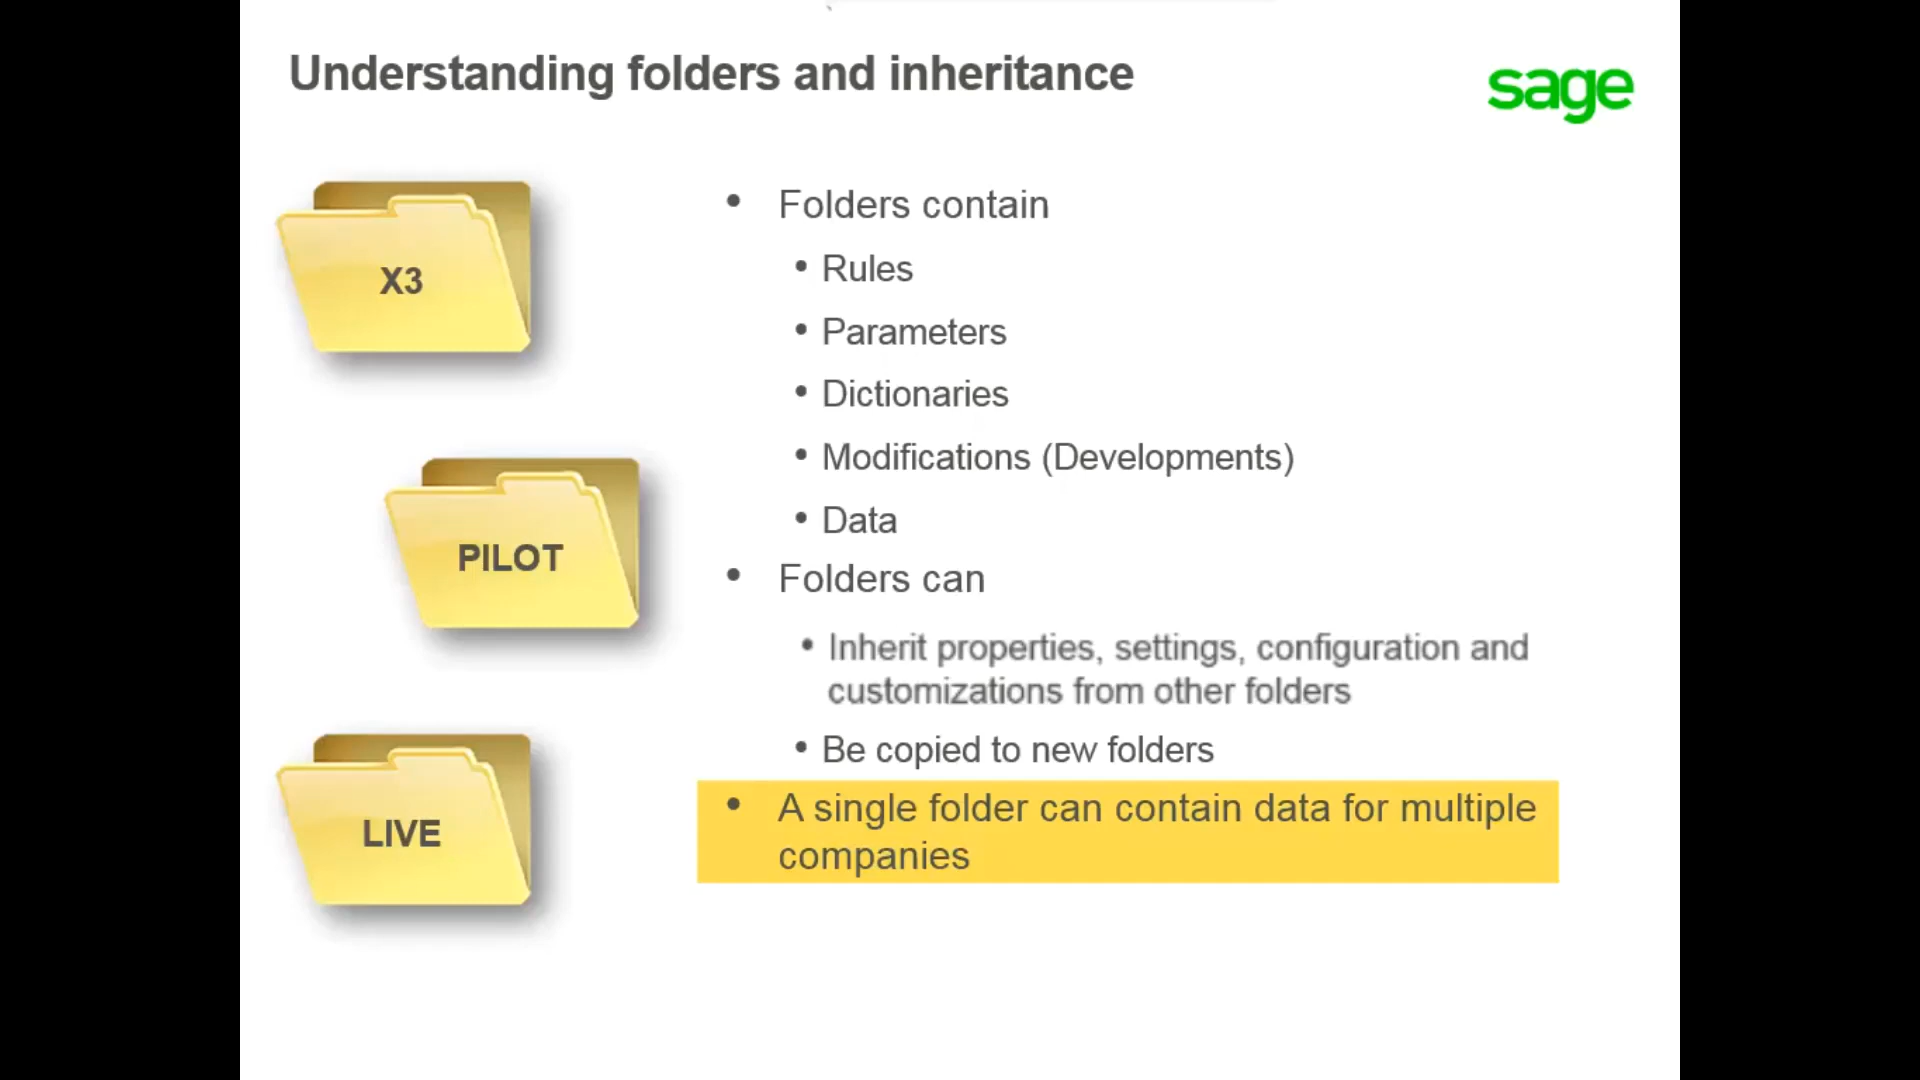 Understanding folders and inheritance
sage
X3
PILOT
LIVE
• Folders contain
• Rules
• Parameters
• Dictionaries
• Modifications (Developments)
• Data
• Folders can
• Inherit properties, settings, configuration and
customizations from other folders
• Be copied to new folders
• A single folder can contain data for multiple
companies